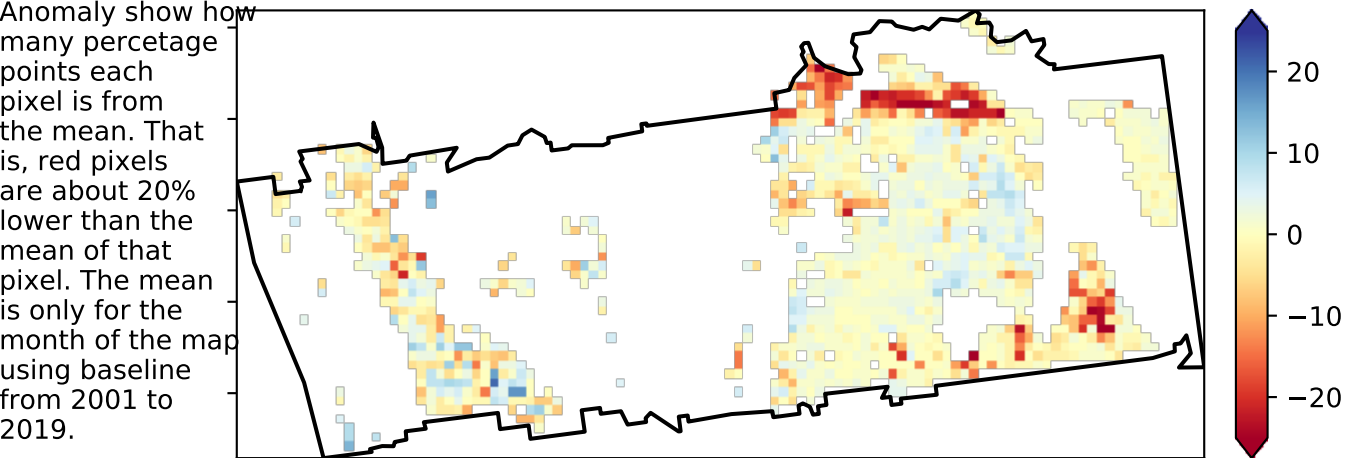 Anomaly show how
many percetage
points each
pixel is from
the mean. That
is, red pixels
are about 20%
lower than the
mean of that
pixel. The mean
is only for the
month of the map
using baseline
from 2001 to
2019.
20
10
0
−10
−20